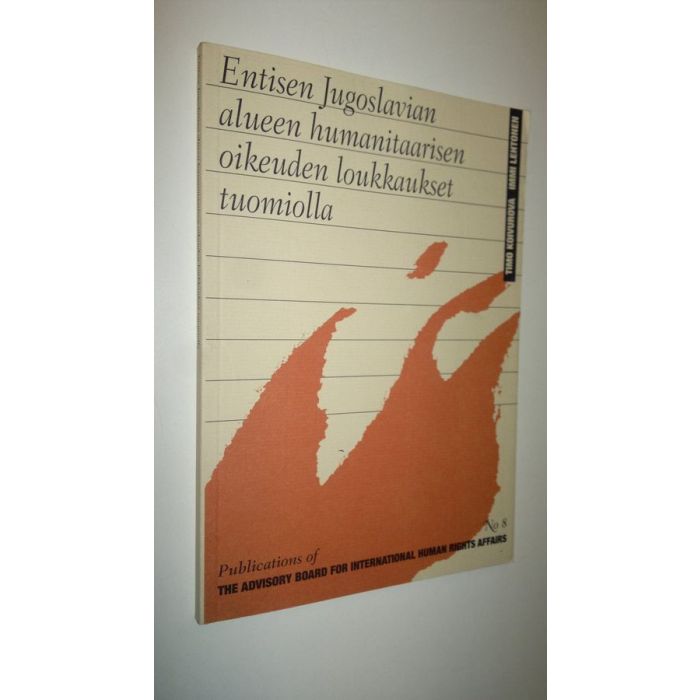 Entisen Jugoslavian
alueen humanitaarisen
oikeuden loukkaukset
tuomiolla
TIMO KOIVUROVA IMMI LEHTONEN
No 8
Publications of
THE ADVISORY BOARD FOR INTERNATIONAL HUMAN RIGHTS AFFAIRS